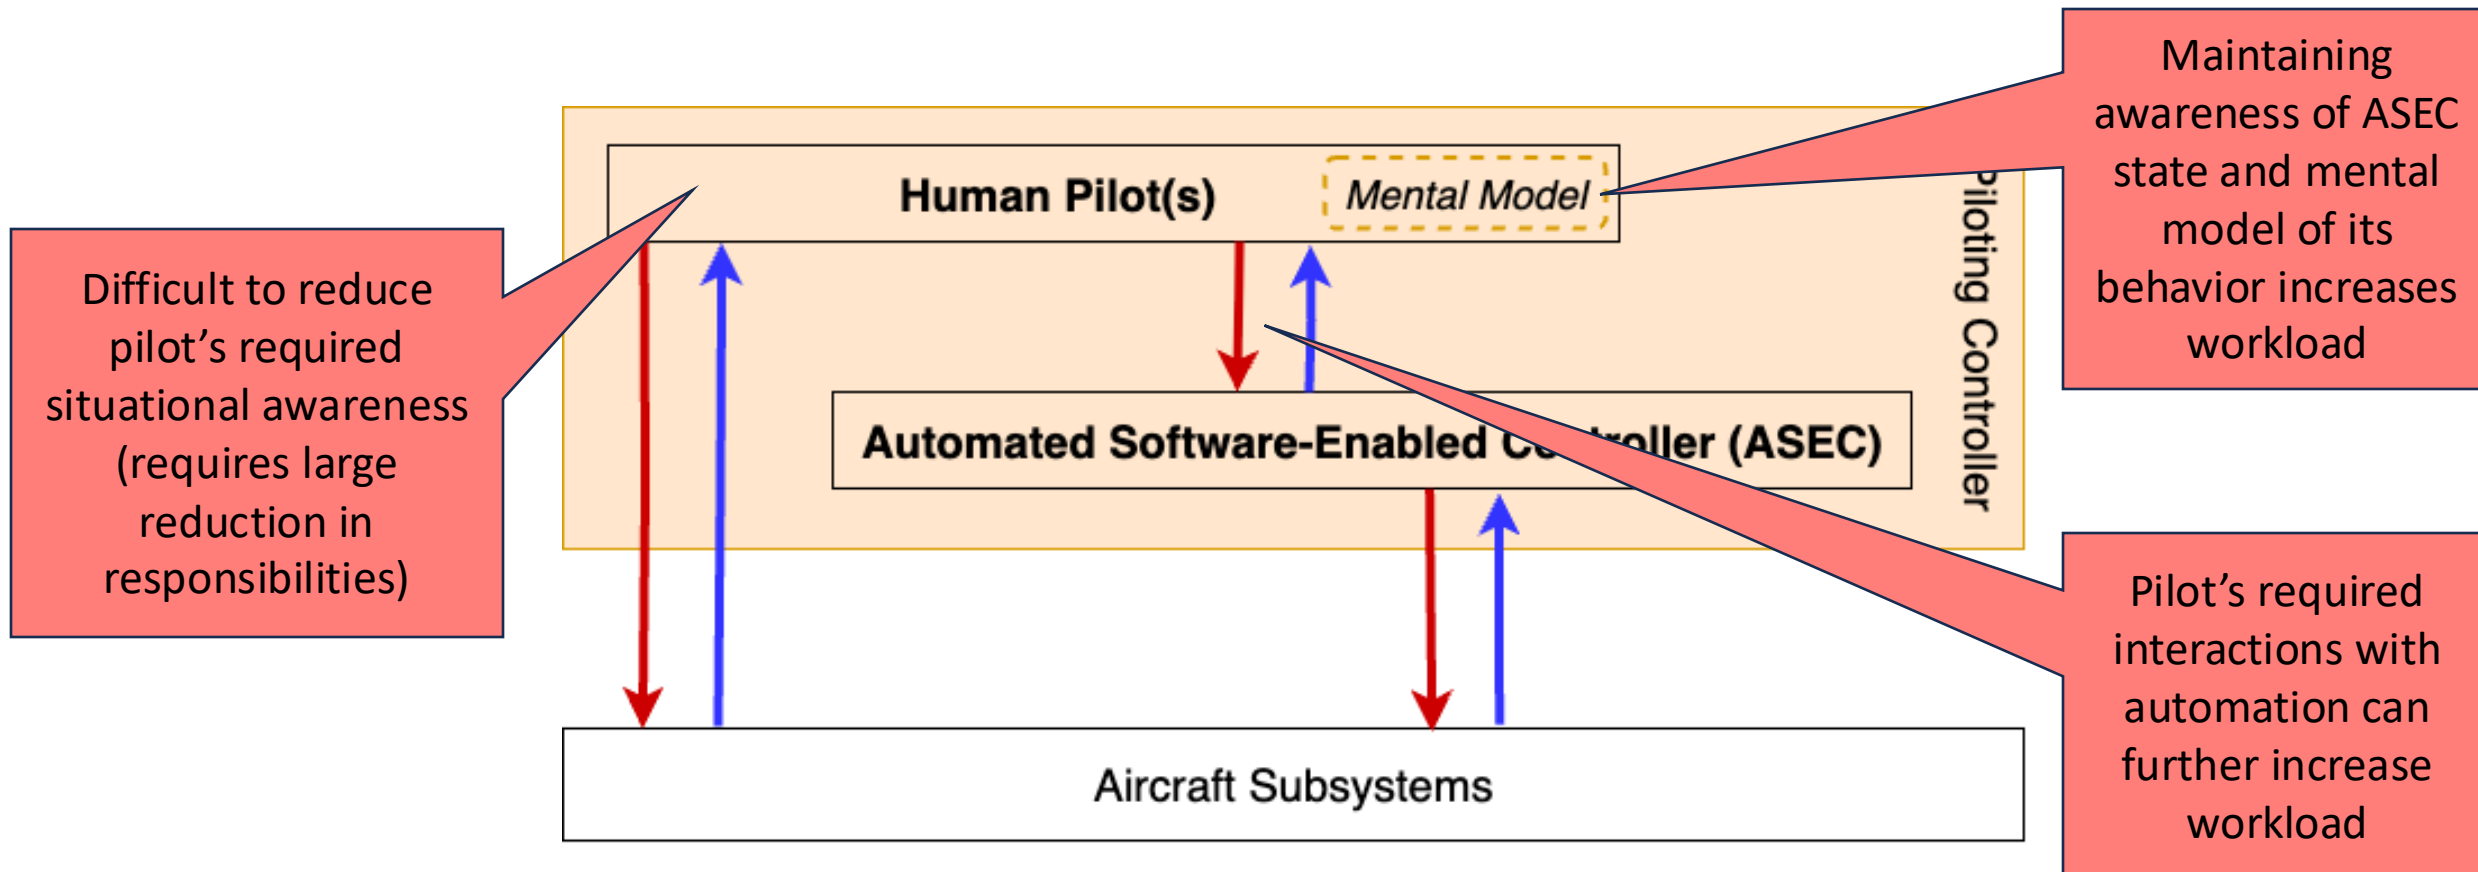 Maintaining
awareness of ASEC
state and mental
model of its
behavior increases
workload
Human Pilot(s)
Mental Model
Piloting Controller
Difficult to reduce
pilot’s required
situational awareness
(requires large
reduction in
responsibilities)
Automated Software-Enabled Controller (ASEC)
Pilot’s required
interactions with
automation can
further increase
workload
Aircraft Subsystems